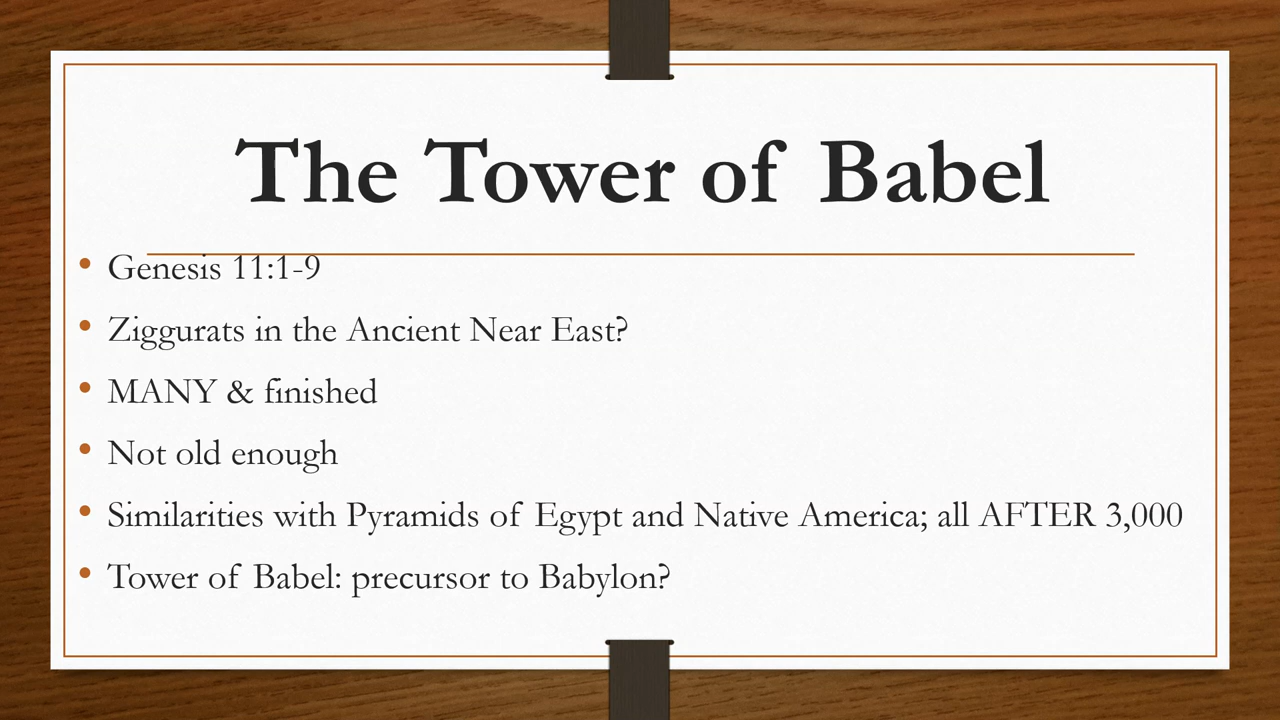 The Tower of Babel
• Genesis 11:1-9
• Ziggurats in the Ancient Near East?
• MANY & finished
• Not old enough
• Similarities with Pyramids of Egypt and Native America; all AFTER 3,000
• Tower of Babel: precursor to Babylon?